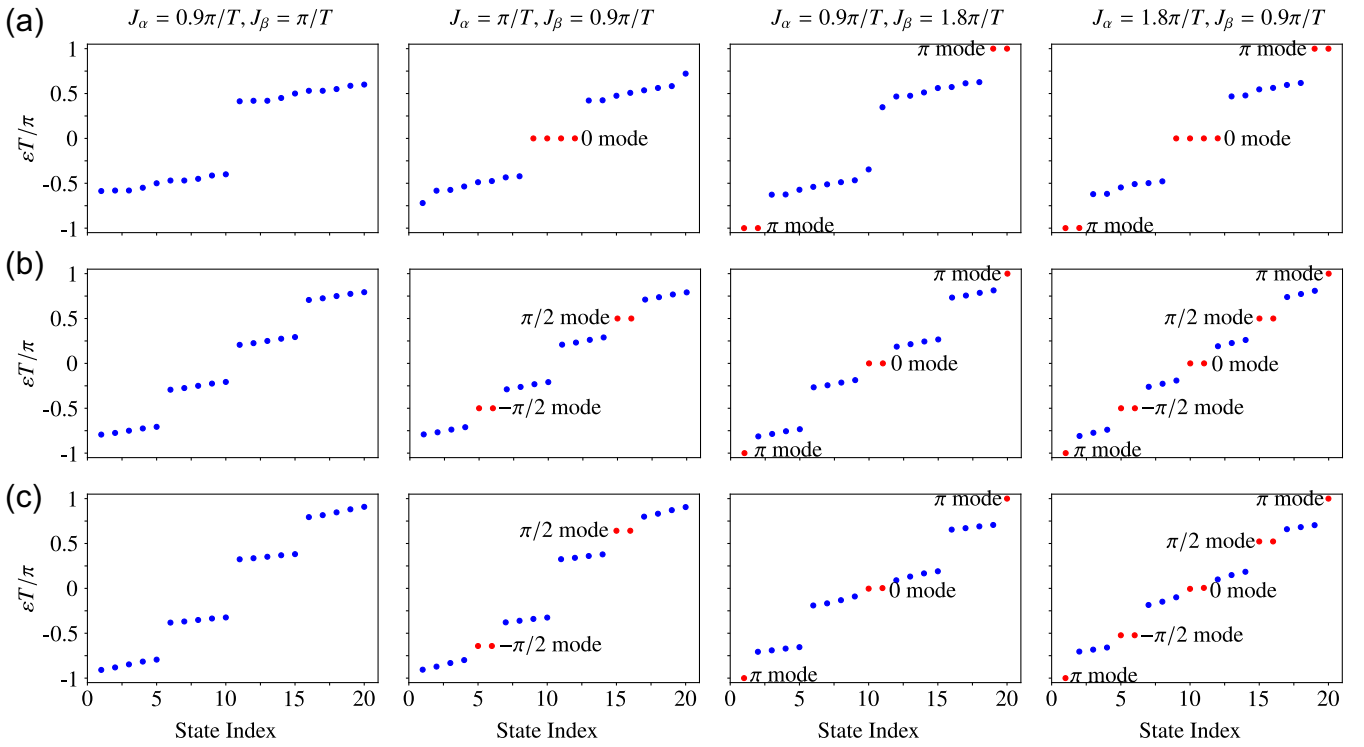 (a)
J_α = 0.9π/T, J_β = π/T
J_α = π/T, J_β = 0.9π/T
J_α = 0.9π/T, J_β = 1.8π/T
J_α = 1.8π/T, J_β = 0.9π/T
εT/π
1
0.5
0
-0.5
-1
0 mode
π mode
π mode
π mode
0 mode
π mode
(b)
εT/π
1
0.5
0
-0.5
-1
π/2 mode
−π/2 mode
π mode
0 mode
π mode
π mode
π/2 mode
0 mode
−π/2 mode
π mode
(c)
εT/π
1
0.5
0
-0.5
-1
π/2 mode
−π/2 mode
π mode
0 mode
π mode
π mode
π/2 mode
0 mode
−π/2 mode
π mode
0 5 10 15 20
0 5 10 15 20
0 5 10 15 20
0 5 10 15 20
State Index
State Index
State Index
State Index